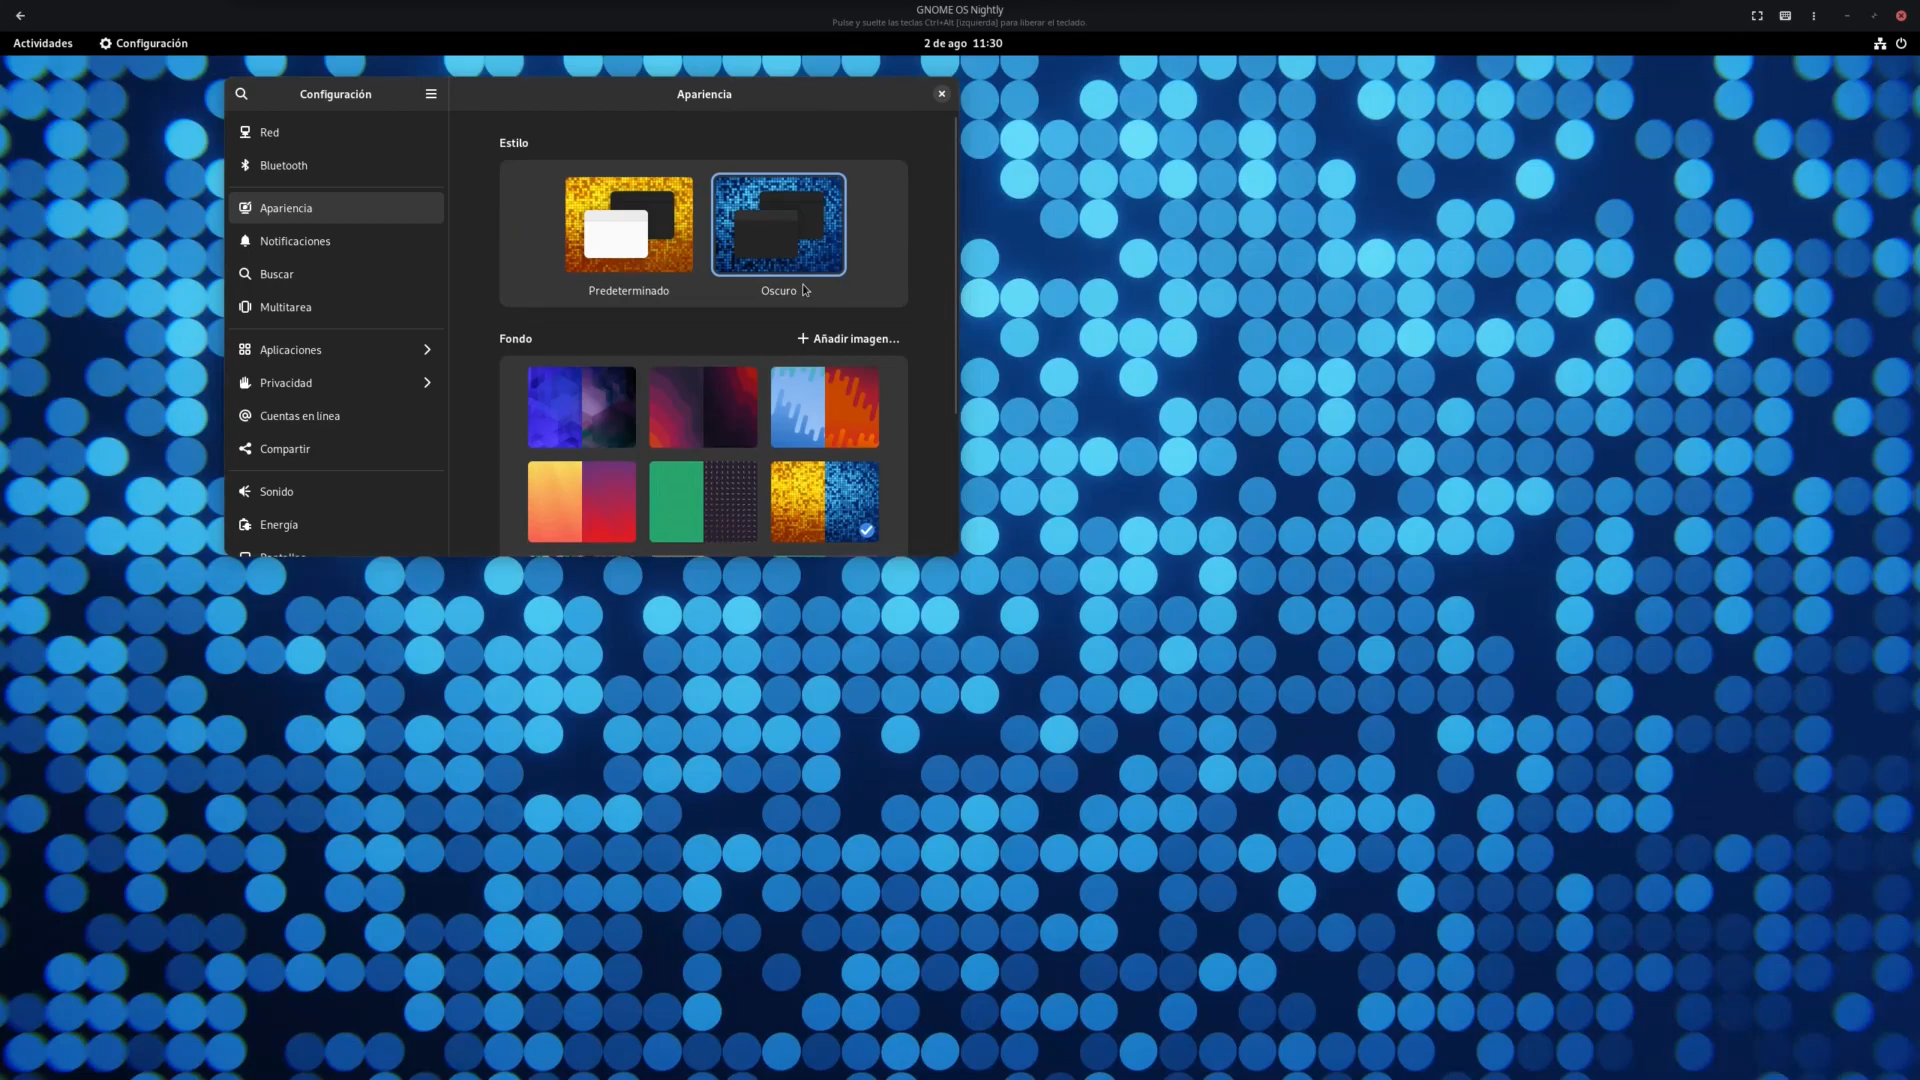 GNOME OS Nightly
Pulse y suelte las teclas Ctrl+Alt [izquierda] para liberar el teclado.
Actividades
Configuración
2 de ago 11:30
Configuración
Apariencia
Red
Bluetooth
Apariencia
Notificaciones
Buscar
Multitarea
Aplicaciones
Privacidad
Cuentas en línea
Compartir
Sonido
Energía
Estilo
Predeterminado
Oscuro
Fondo
Añadir imagen...